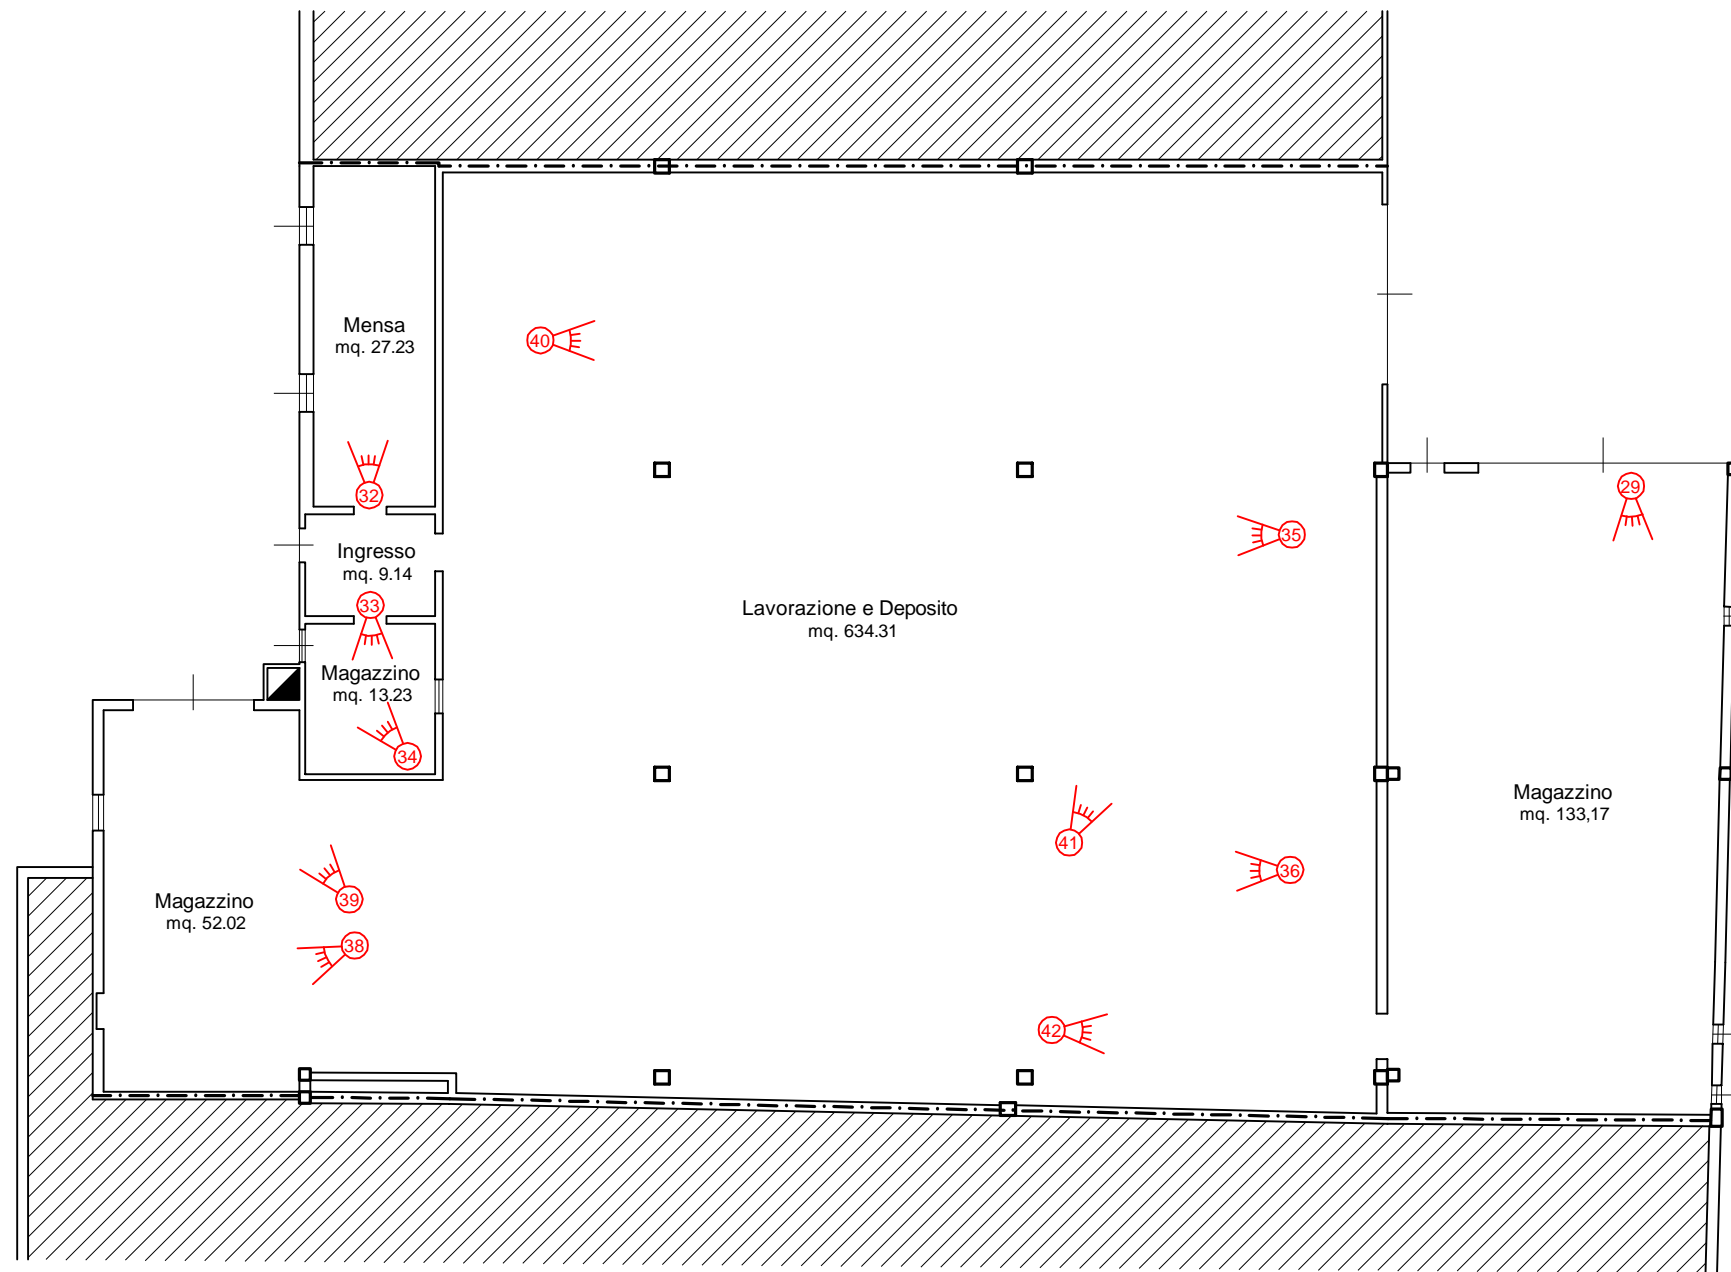 Mensa
mq. 27.23
40
32
29
35
Ingresso
mq. 9.14
33
Lavorazione e Deposito
mq. 634.31
Magazzino
mq. 13.23
34
Magazzino
mq. 133,17
41
36
39
Magazzino
mq. 52.02
38
42